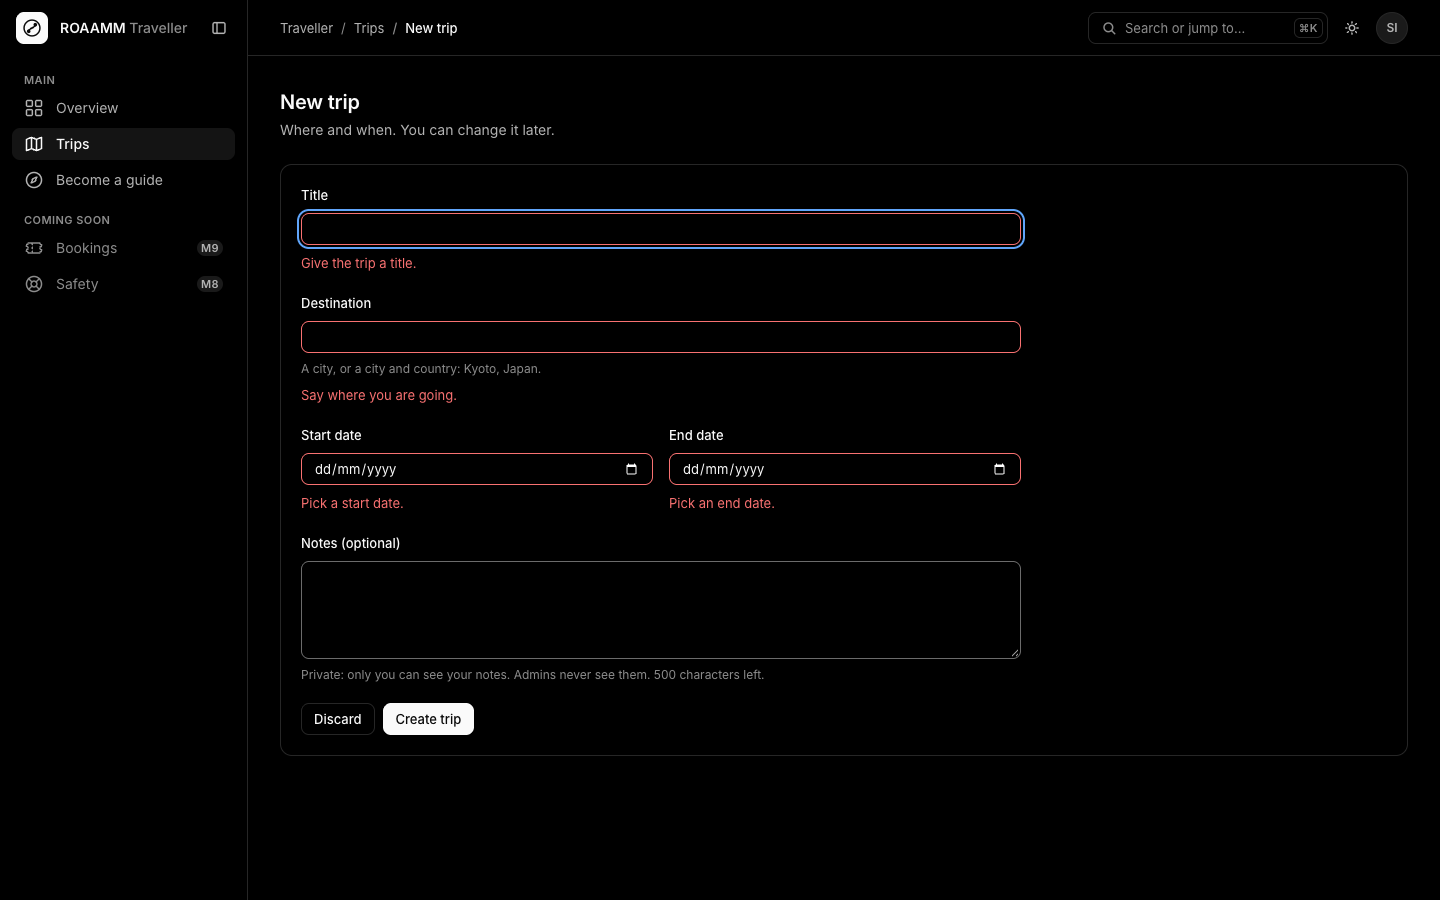 ROAAMM Traveller
Traveller / Trips / New trip
Search or jump to...
⌘K
SI
MAIN
Overview
Trips
Become a guide
COMING SOON
Bookings
M9
Safety
M8
New trip
Where and when. You can change it later.
Title
Give the trip a title.
Destination
A city, or a city and country: Kyoto, Japan.
Say where you are going.
Start date
End date
dd/mm/yyyy
dd/mm/yyyy
Pick a start date.
Pick an end date.
Notes (optional)
Private: only you can see your notes. Admins never see them. 500 characters left.
Discard
Create trip